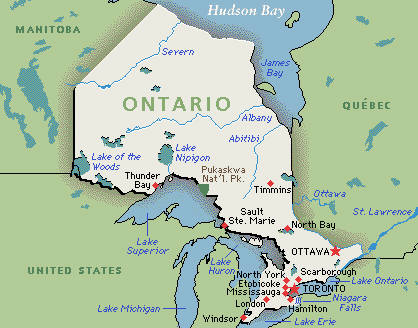 Hudson Bay
MANITOBA
Severn
James
Bay
ONTARIO
QUÉBEC
Albany
Abitibi
Lake
Nipigon
Lake of the
Woods
Pukaskwa
Nat'l. Pk.
Thunder
Bay
Timmins
Ottawa
Sault
Ste. Marie
St. Lawrence
North Bay
OTTAWA
Lake
Superior
Lake
Huron
UNITED STATES
North York
Scarborough
Etobicoke
Lake Ontario
Mississauga
TORONTO
London
Niagara
Falls
Lake Michigan
Hamilton
Windsor
Lake Erie